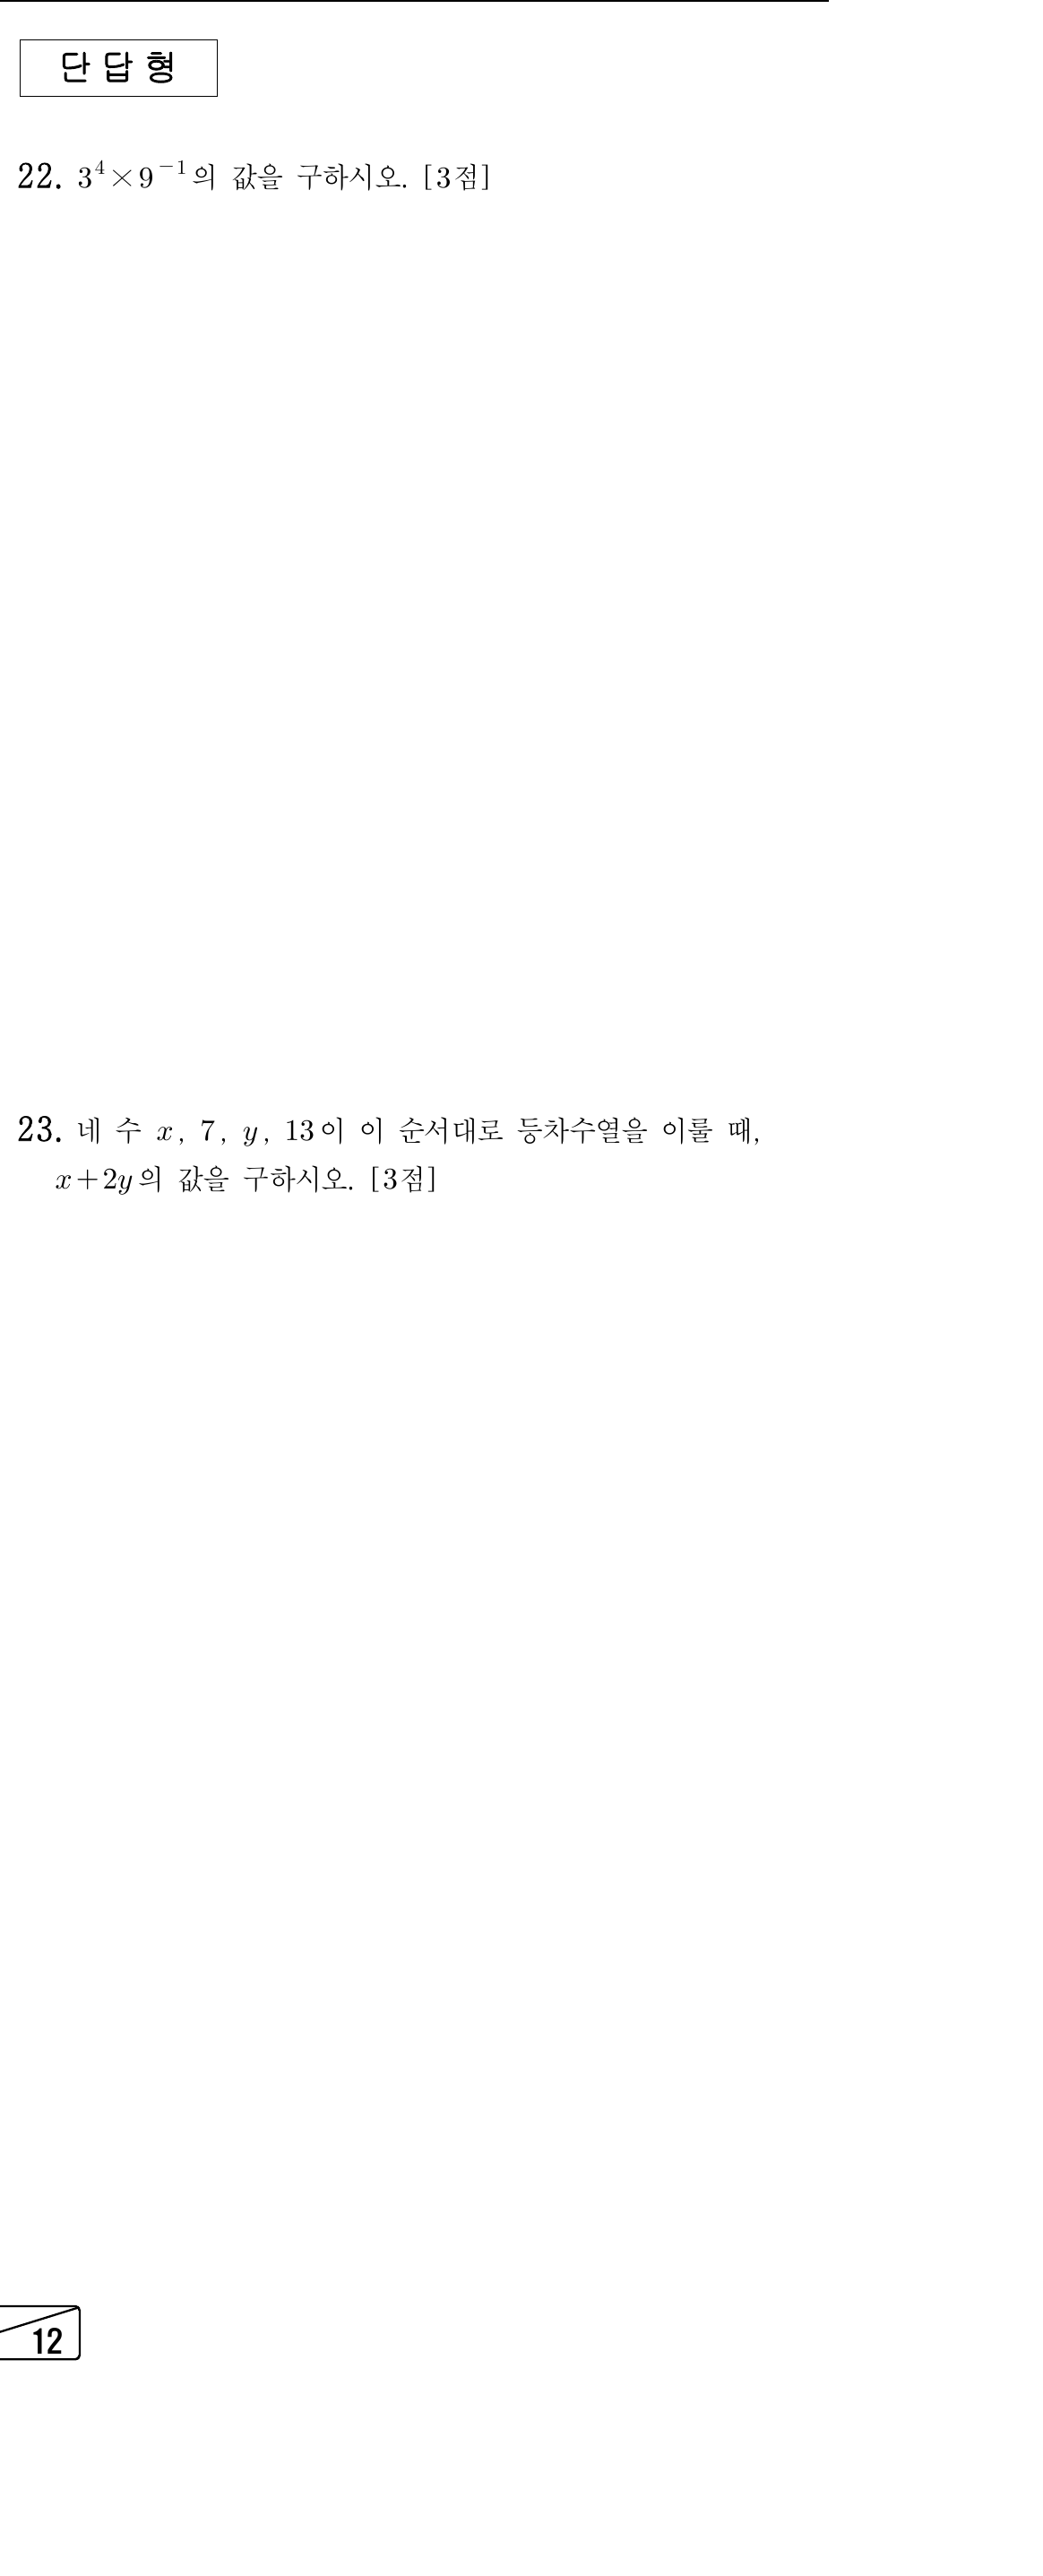 단 답 형
22. 3⁴×9⁻¹의 값을 구하시오. [3점]
23. 네 수 x, 7, y, 13이 이 순서대로 등차수열을 이룰 때,
x+2y의 값을 구하시오. [3점]
12